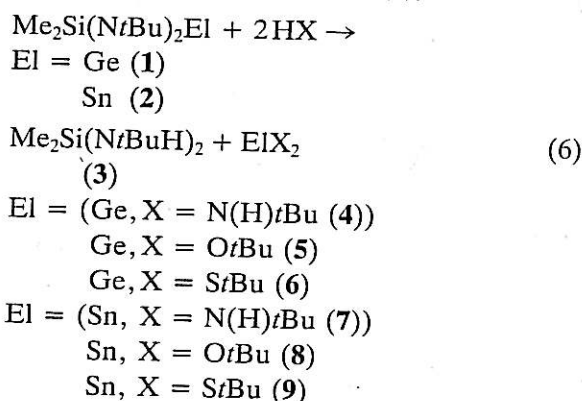 Me₂Si(NtBu)₂El + 2HX →
El = Ge (1)
Sn (2)
Me₂Si(NtBuH)₂ + ElX₂ (6)
(3)
El = (Ge, X = N(H)tBu (4))
Ge, X = OtBu (5)
Ge, X = StBu (6)
El = (Sn, X = N(H)tBu (7))
Sn, X = OtBu (8)
Sn, X = StBu (9)